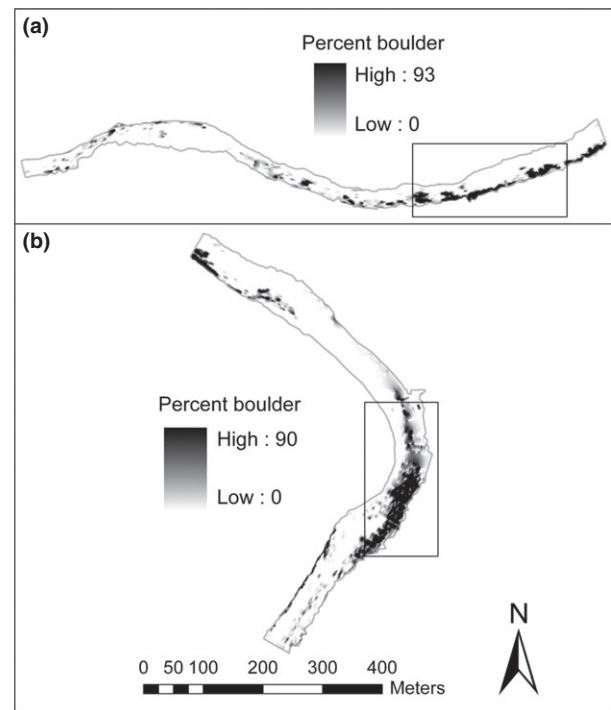 (a)
Percent boulder
High : 93
Low : 0
(b)
Percent boulder
High : 90
Low : 0
N
0 50 100 200 300 400
Meters